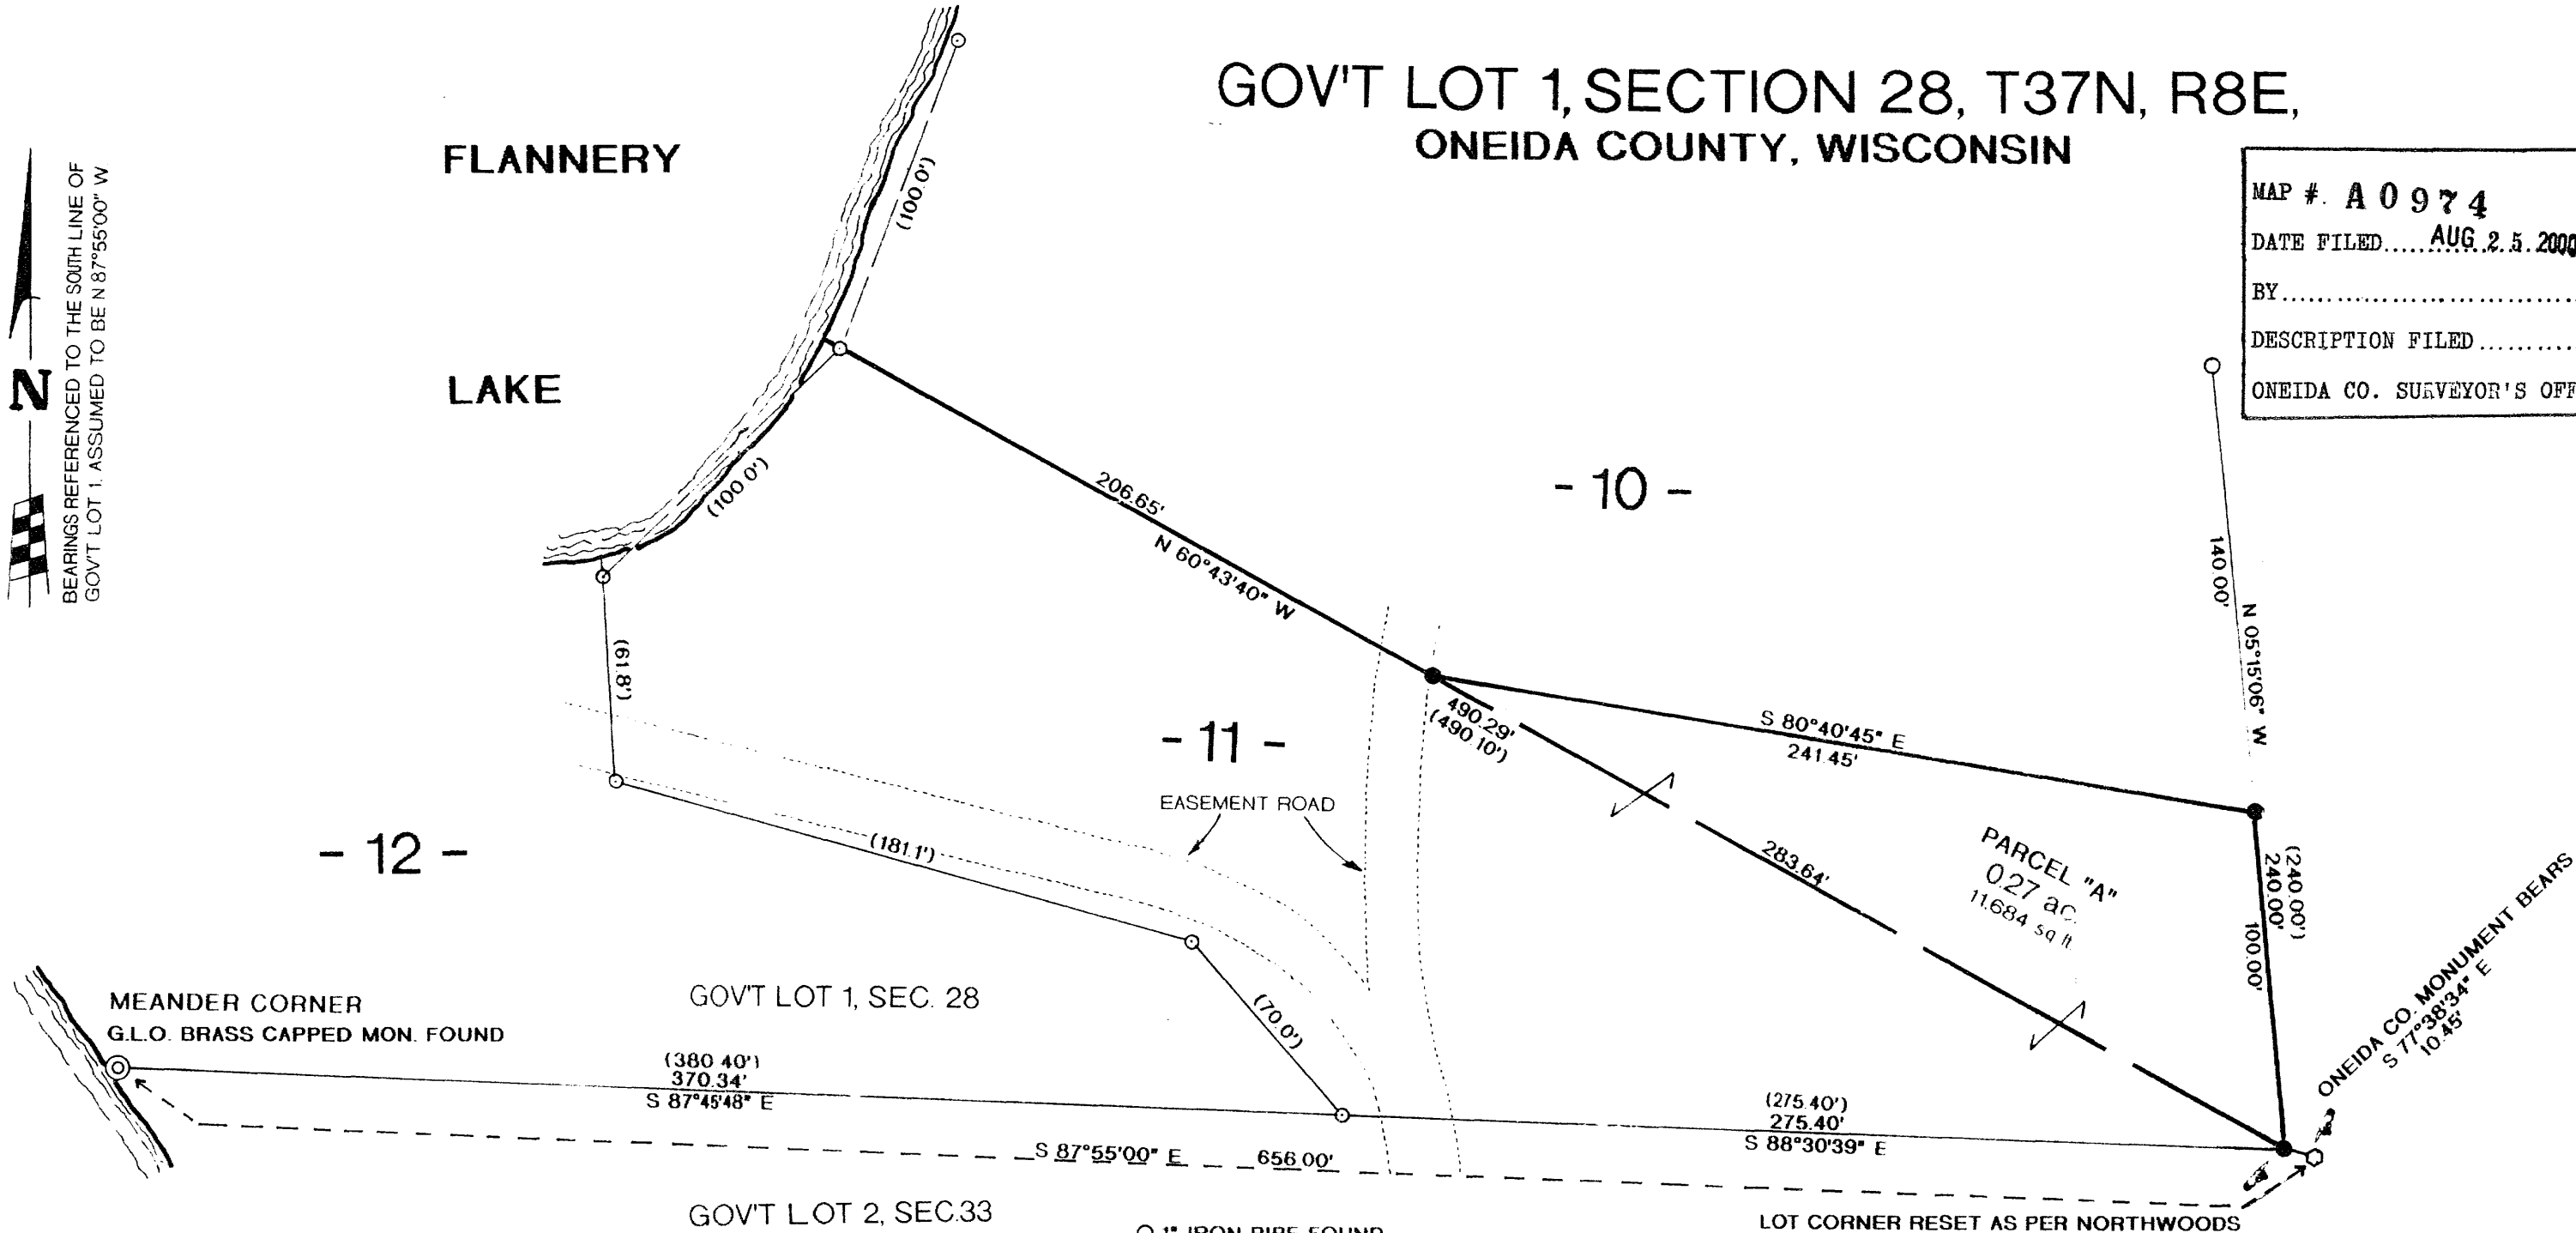 GOV'T LOT 1, SECTION 28, T37N, R8E,
ONEIDA COUNTY, WISCONSIN
MAP #. A0974
DATE FILED.....AUG 2 5 2000
BY
DESCRIPTION FILED
ONEIDA CO. SURVEYOR'S OFF
BEARINGS REFERENCED TO THE SOUTH LINE OF
GOV'T LOT 1, ASSUMED TO BE N 87°55'00" W
N
FLANNERY
LAKE
(100.0')
(100.0')
206.65'
N 60°43'40" W
- 10 -
140.00'
N 05°15'06" W
(61.8')
- 11 -
490.29'
(490.10')
S 80°40'45" E
241.45'
EASEMENT ROAD
- 12 -
(181.1')
283.64'
PARCEL "A"
0.27 ac.
11,684 sq ft.
(240.00')
240.00'
100.00'
ONEIDA CO. MONUMENT BEARS
S 77°38'34" E
10.45'
MEANDER CORNER
G.L.O. BRASS CAPPED MON. FOUND
GOV'T LOT 1, SEC. 28
(70.0')
(380.40')
370.34'
S 87°45'48" E
(275.40')
275.40'
S 88°30'39" E
S 87°55'00" E 656.00'
GOV'T LOT 2, SEC.33
1" IRON PIPE FOUND
LOT CORNER RESET AS PER NORTHWOODS